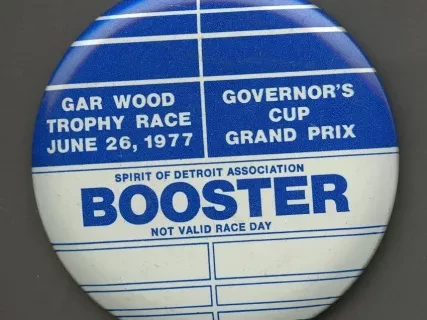 GAR WOOD
TROPHY RACE
JUNE 26, 1977
GOVERNOR'S
CUP
GRAND PRIX
SPIRIT OF DETROIT ASSOCIATION
BOOSTER
NOT VALID RACE DAY